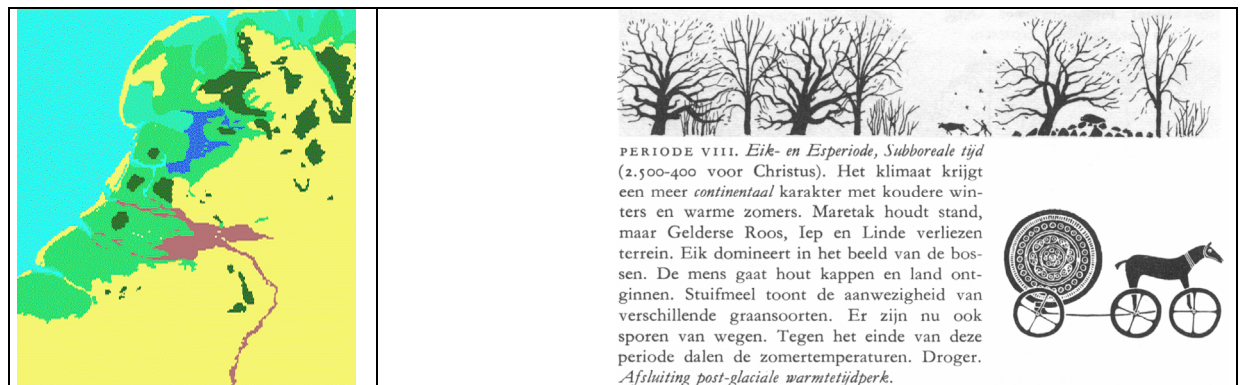 PERIODE VIII. Eik- en Esperiode, Subboreale tijd
(2.500-400 voor Christus). Het klimaat krijgt
een meer continentaal karakter met koudere win-
ters en warme zomers. Maretak houdt stand,
maar Gelderse Roos, Iep en Linde verliezen
terrein. Eik domineert in het beeld van de bos-
sen. De mens gaat hout kappen en land ont-
ginnen. Stuifmeel toont de aanwezigheid van
verschillende graansoorten. Er zijn nu ook
sporen van wegen. Tegen het einde van deze
periode dalen de zomertemperaturen. Droger.
Afsluiting post-glaciale warmtetijdperk.